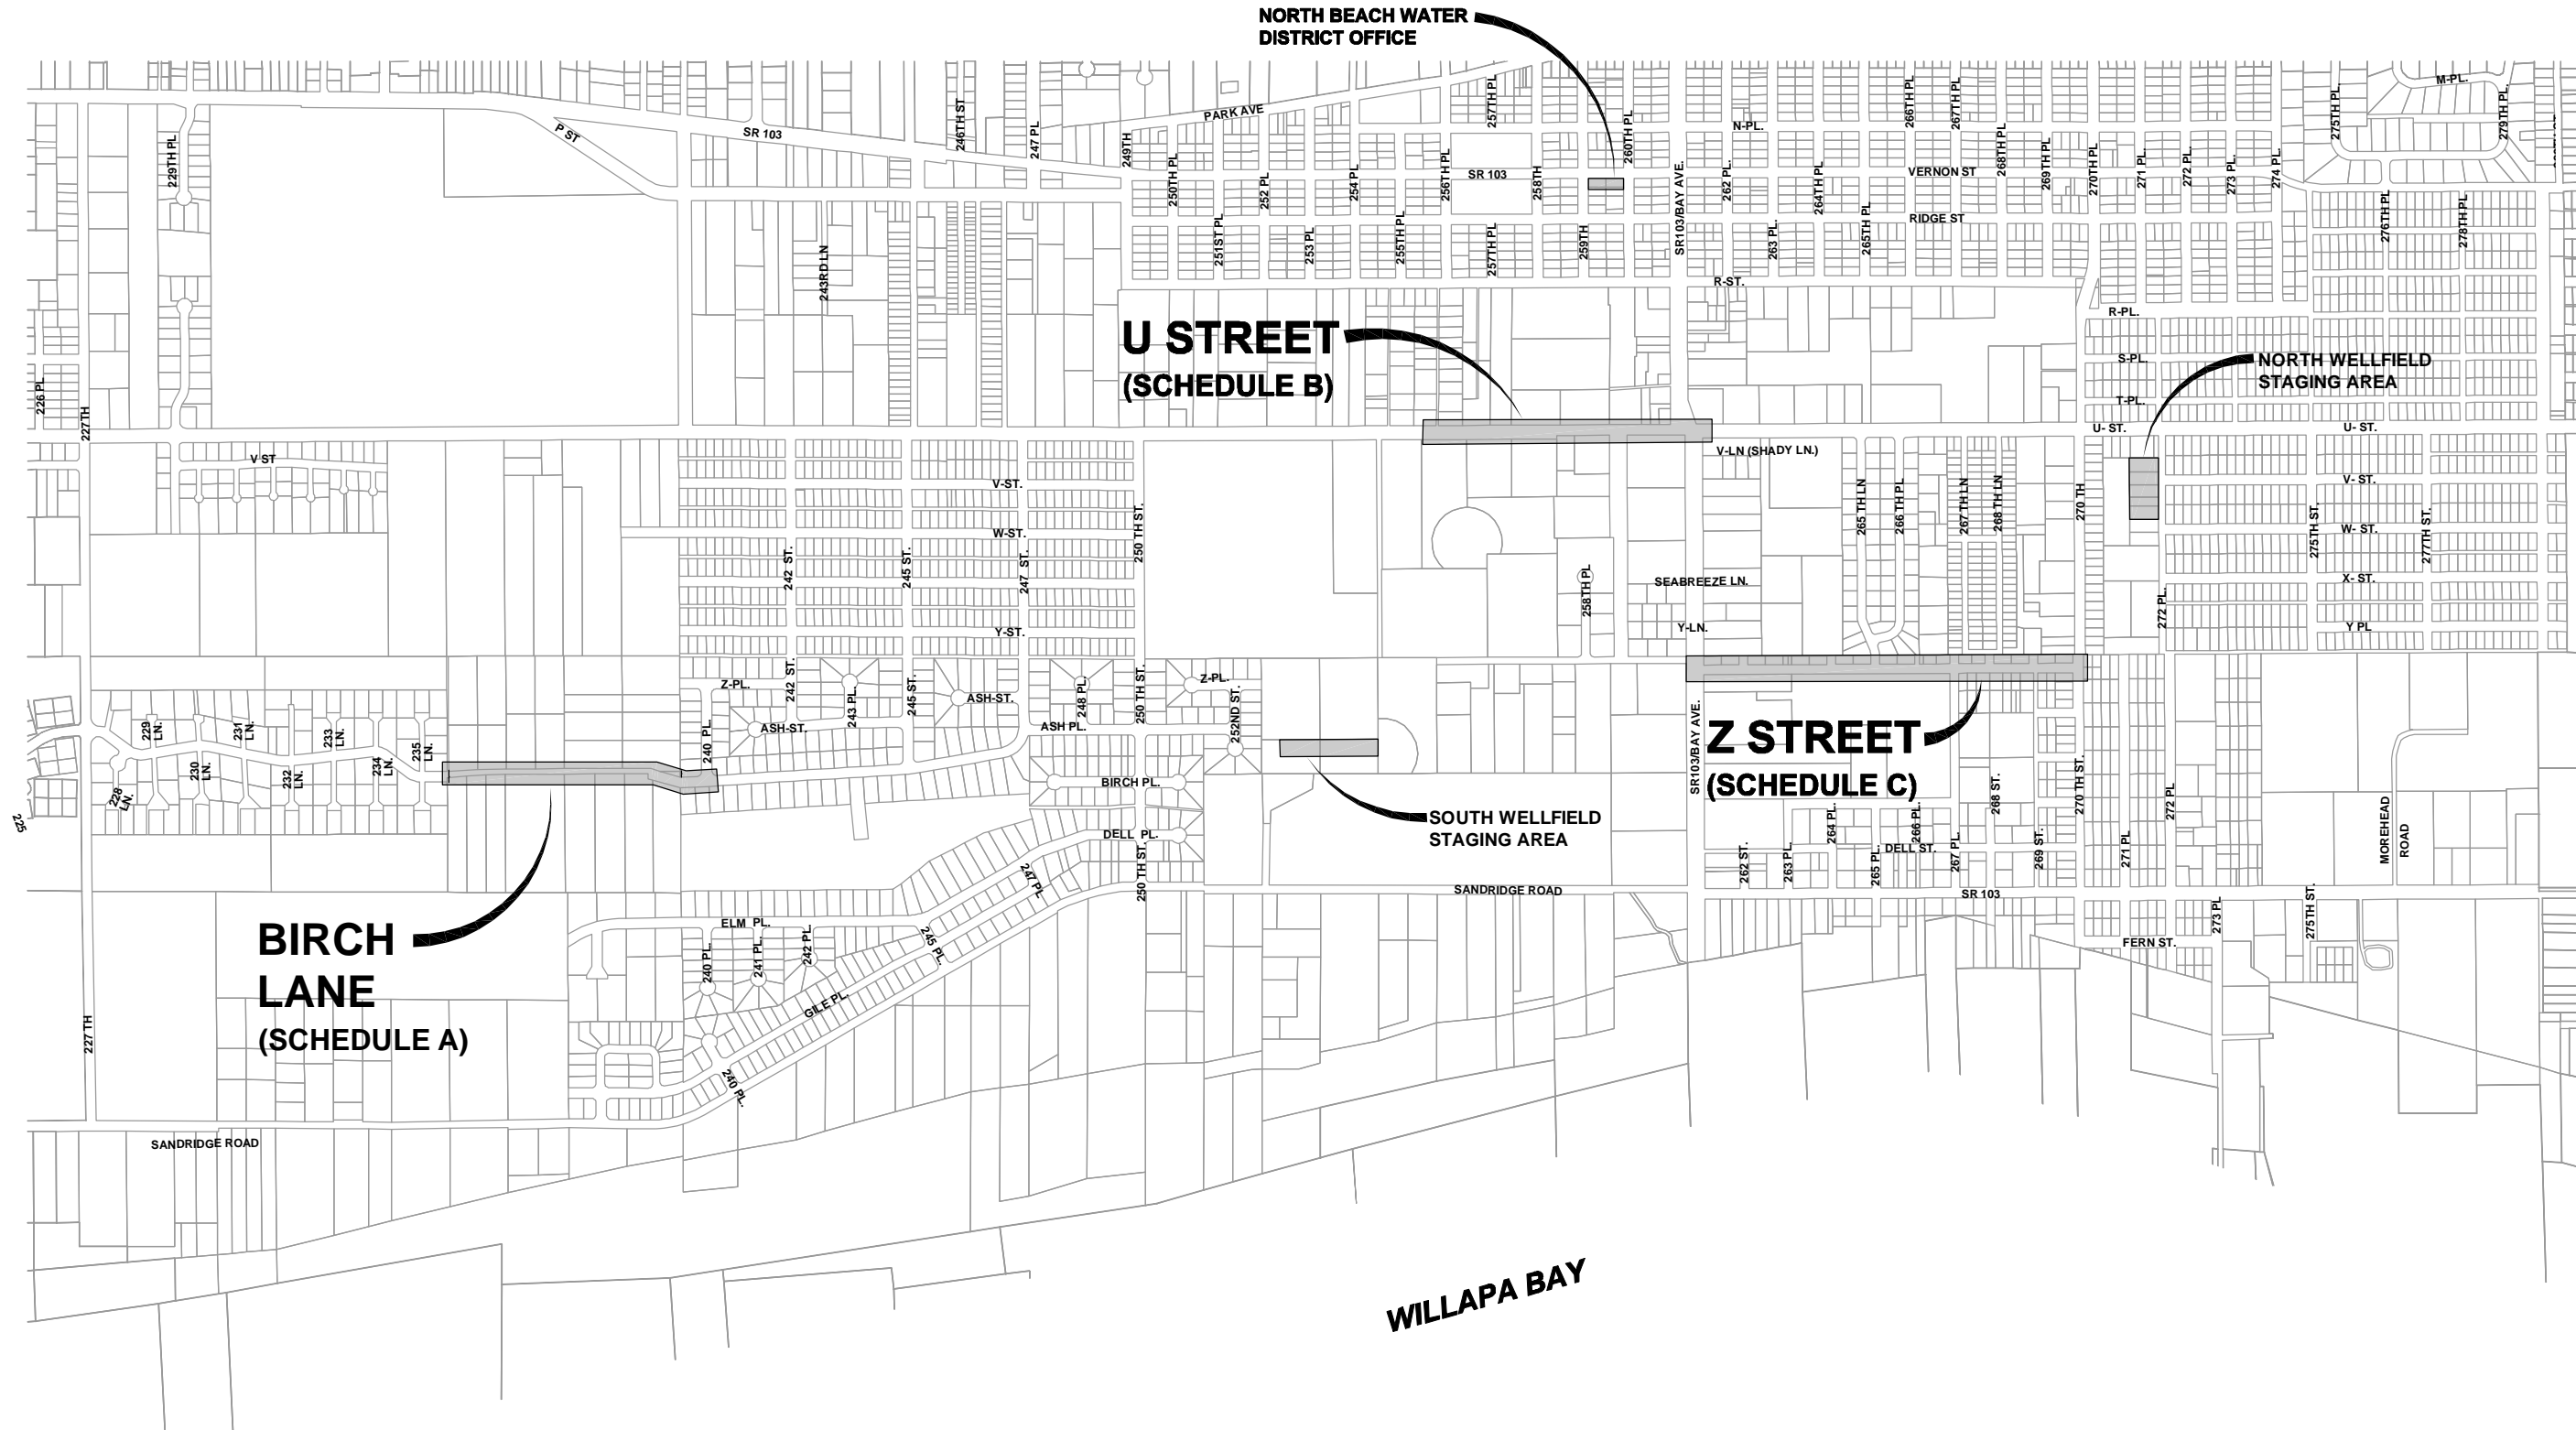 NORTH BEACH WATER
DISTRICT OFFICE
M-PL.
P ST
SR 103
246TH ST
247 PL
249TH
PARK AVE
257TH PL
260TH PL
N-PL.
266TH PL
267TH PL
275TH PL.
279TH PL.
229TH PL
250TH PL
252 PL
254 PL
256TH PL
SR 103
258TH
SR103/BAY AVE.
262 PL.
264TH PL
VERNON ST
268TH PL
269TH PL
270TH PL
271 PL.
272 PL.
273 PL.
274 PL.
243RD LN
251ST PL
253 PL
255TH PL
257TH PL
259TH
263 PL.
265TH PL
RIDGE ST
276TH PL
278TH PL
R-ST.
R-PL.
U STREET
(SCHEDULE B)
S-PL.
NORTH WELLFIELD
STAGING AREA
T-PL.
226 PL
227TH
U- ST.
U- ST.
V ST
V-LN (SHADY LN.)
V-ST.
V- ST.
265 TH LN
266 TH PL
267 TH LN
268 TH LN
270 TH
W-ST.
250 TH ST.
W- ST.
275TH ST.
277TH ST.
242 ST.
245 ST.
247 ST.
258TH PL
SEABREEZE LN.
X- ST.
272 PL.
Y-ST.
Y-LN.
Y PL
Z-PL.
242 ST.
243 PL.
245 ST.
ASH-ST.
248 PL.
250 TH ST.
Z-PL.
252ND ST.
229
LN.
231
LN.
233
LN.
235
LN.
240 PL.
ASH-ST.
ASH PL.
SR103/BAY AVE.
Z STREET
(SCHEDULE C)
230
LN.
232
LN.
234
LN.
228
LN.
BIRCH PL.
268 ST.
270 TH ST.
272 PL
225
SOUTH WELLFIELD
STAGING AREA
DELL PL.
264 PL.
266 PL.
MOREHEAD
ROAD
262 ST.
263 PL.
265 PL.
DELL ST.
267 PL.
269 ST.
271 PL
247 PL.
250 TH ST.
SANDRIDGE ROAD
SR 103
BIRCH
LANE
(SCHEDULE A)
ELM PL.
245 PL.
273 PL
275TH ST.
FERN ST.
240 PL.
241 PL.
242 PL.
GILE PL.
227 TH
240 PL.
SANDRIDGE ROAD
WILLAPA BAY